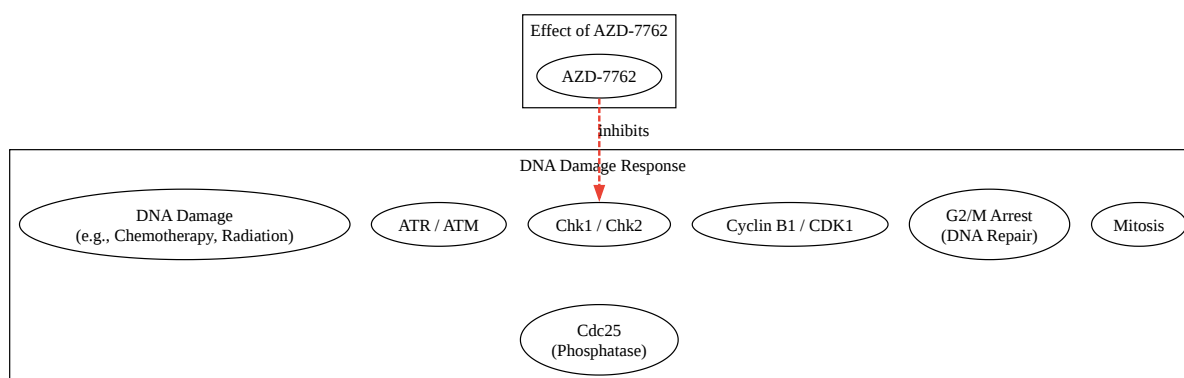 Effect of AZD-7762
AZD-7762
inhibits
DNA Damage Response
DNA Damage
(e.g., Chemotherapy, Radiation)
ATR / ATM
Chk1 / Chk2
Cyclin B1 / CDK1
G2/M Arrest
(DNA Repair)
Mitosis
Cdc25
(Phosphatase)